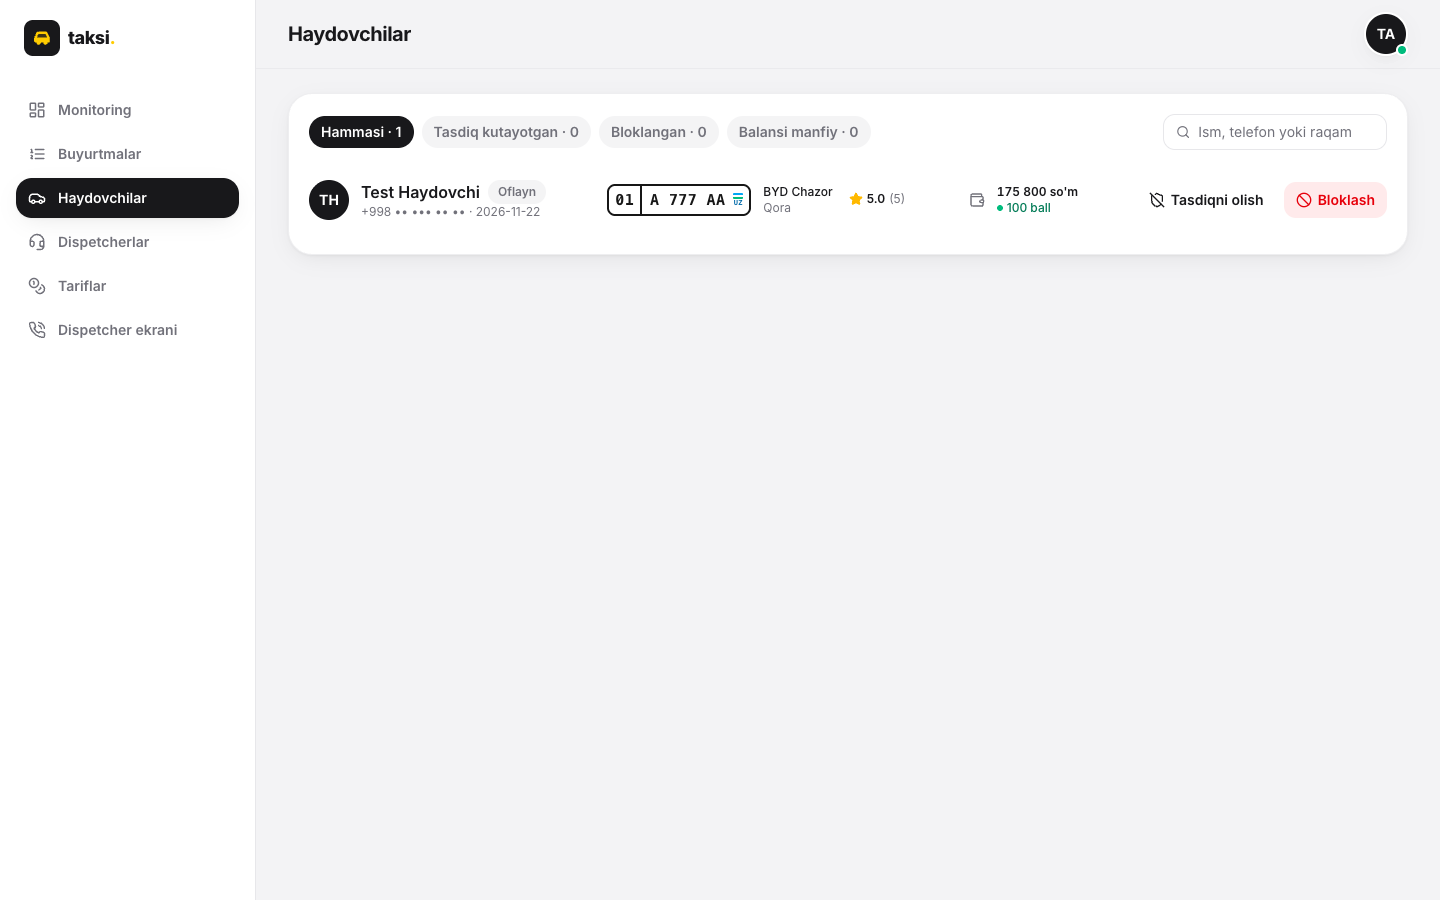 taksi.
Haydovchilar
TA
Monitoring
Buyurtmalar
Haydovchilar
Dispetcherlar
Tariflar
Dispetcher ekrani
Hammasi · 1
Tasdiq kutayotgan · 0
Bloklangan · 0
Balansi manfiy · 0
Ism, telefon yoki raqam
TH
Test Haydovchi
Oflayn
+998 •• ••• •• •• · 2026-11-22
01 A 777 AA UZ
BYD Chazor
Qora
5.0 (5)
175 800 so'm
100 ball
Tasdiqni olish
Bloklash